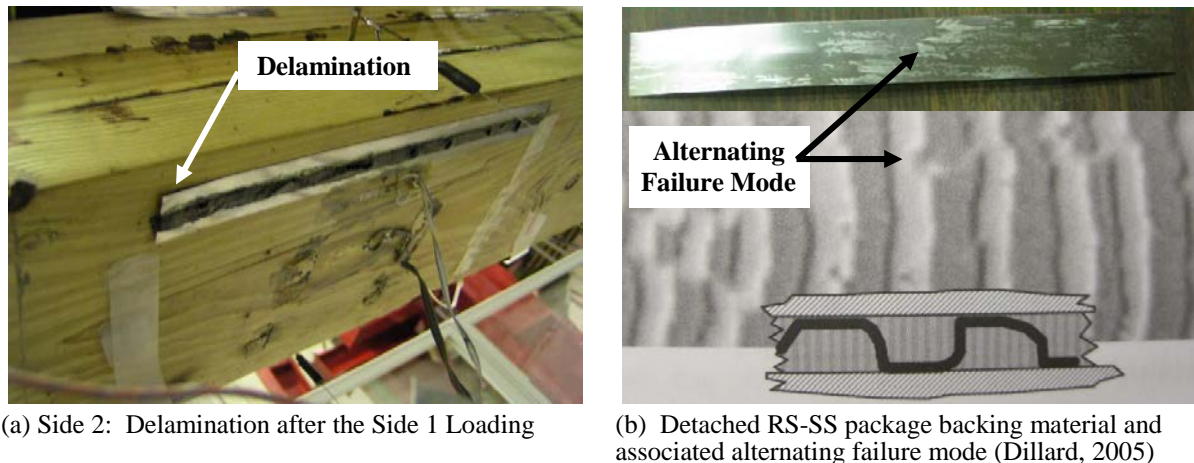 Delamination
Alternating
Failure Mode
(a) Side 2:  Delamination after the Side 1 Loading
(b)  Detached RS-SS package backing material and
associated alternating failure mode (Dillard, 2005)